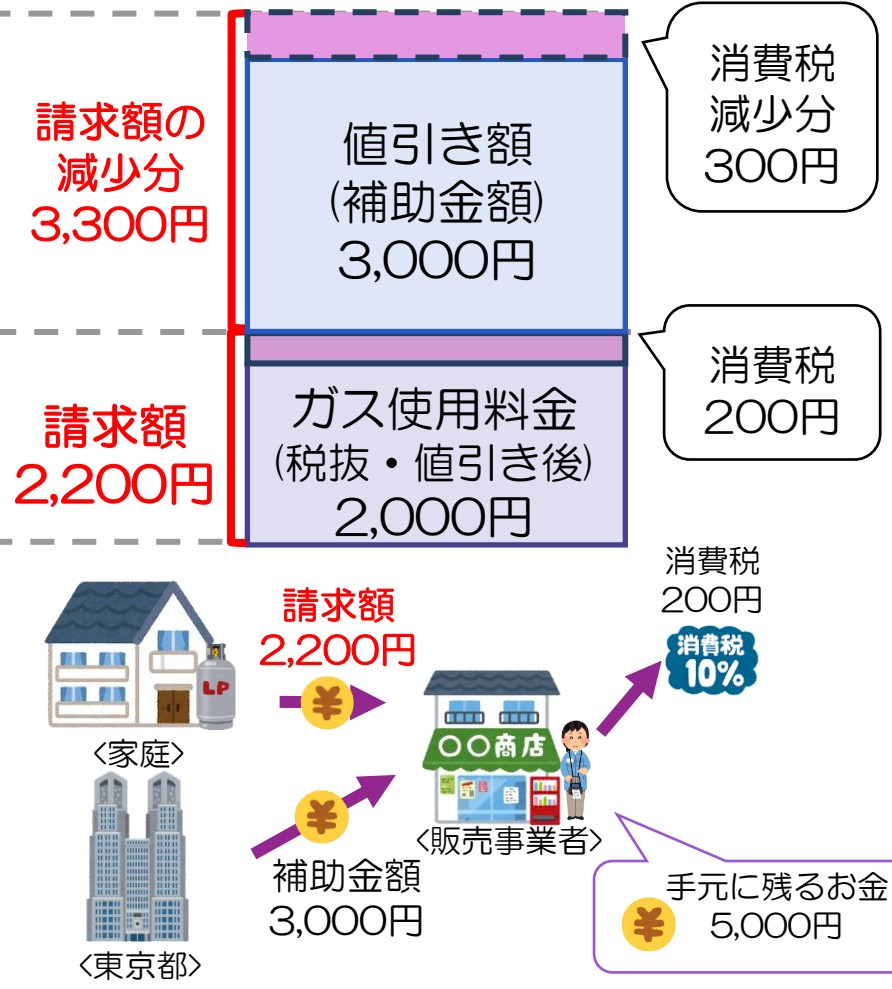 消費税
減少分
300円
請求額の
減少分
3,300円
値引き額
(補助金額)
3,000円
消費税
200円
請求額
2,200円
ガス使用料金
(税抜・値引き後)
2,000円
消費税
200円
消費税
10%
請求額
2,200円
LP
〇〇商店
<家庭>
<販売事業者>
補助金額
3,000円
手元に残るお金
5,000円
<東京都>